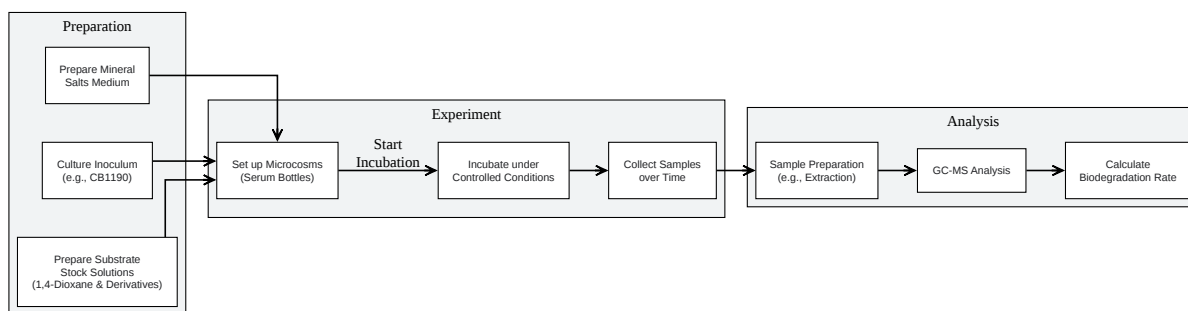 Preparation
Prepare Mineral
Salts Medium
Culture Inoculum
(e.g., CB1190)
Prepare Substrate
Stock Solutions
(1,4-Dioxane & Derivatives)
Experiment
Set up Microcosms
(Serum Bottles)
Start
Incubation
Incubate under
Controlled Conditions
Collect Samples
over Time
Analysis
Sample Preparation
(e.g., Extraction)
GC-MS Analysis
Calculate
Biodegradation Rate